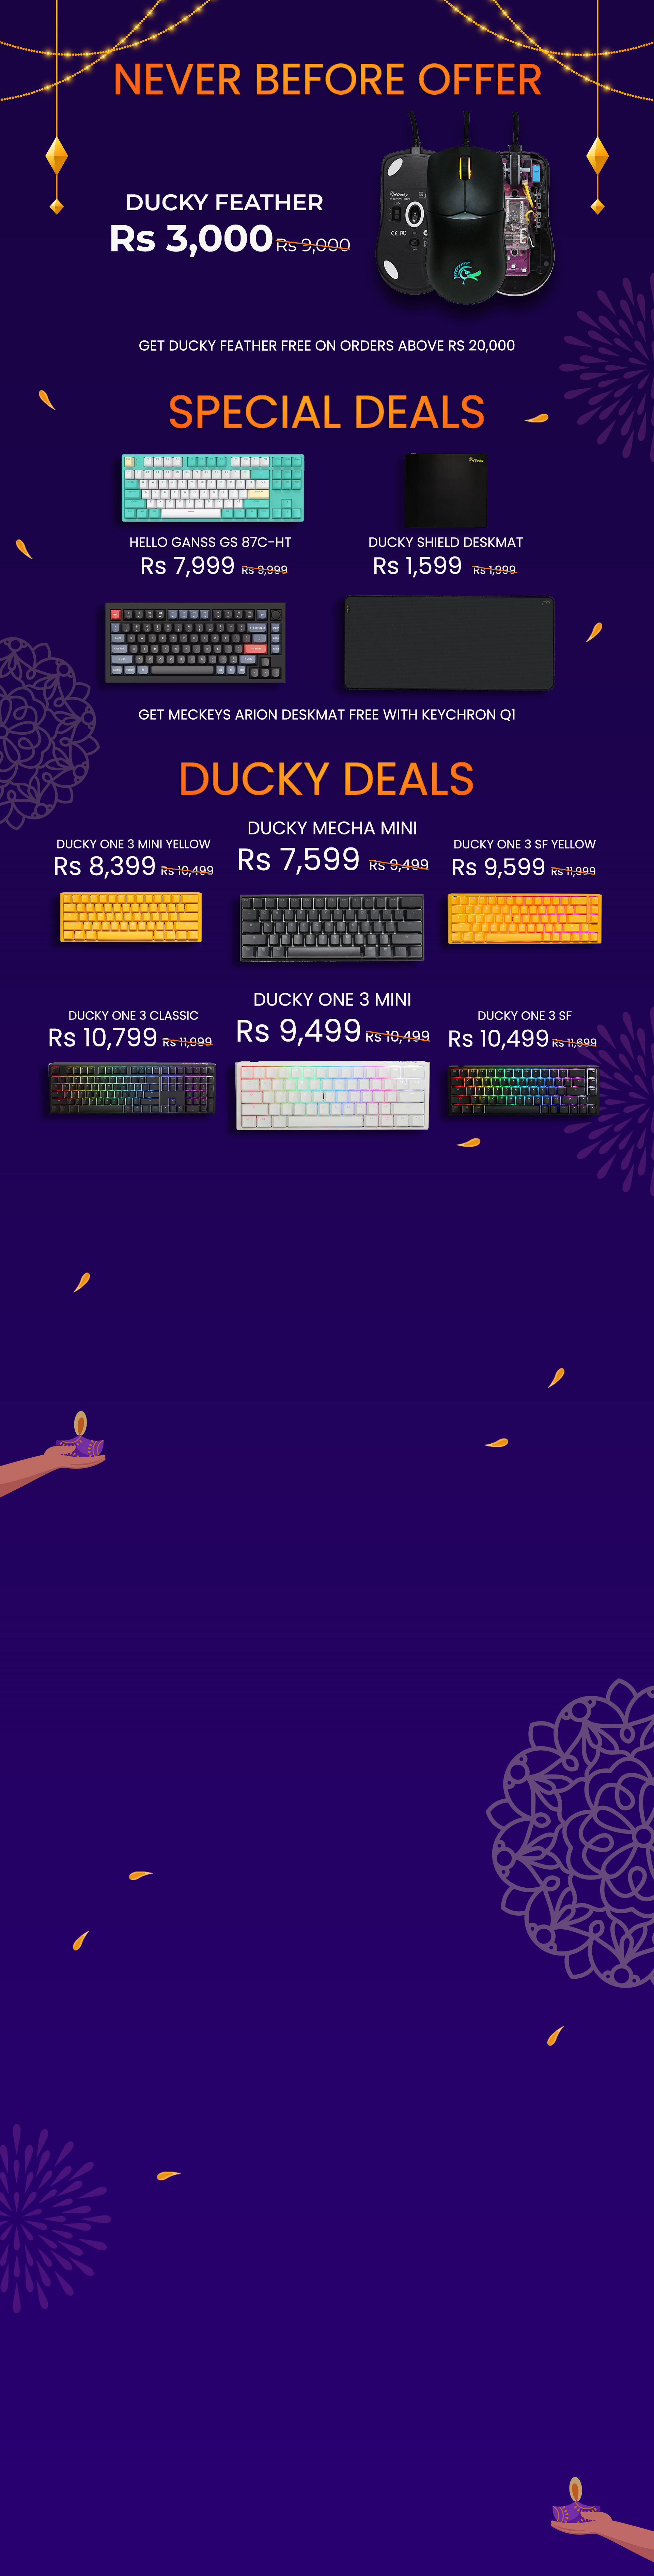 NEVER BEFORE OFFER
DUCKY FEATHER
Rs 3,000 Rs 9,000
GET DUCKY FEATHER FREE ON ORDERS ABOVE RS 20,000
SPECIAL DEALS
HELLO GANSS GS 87C-HT
Rs 7,999 Rs 9,999
DUCKY SHIELD DESKMAT
Rs 1,599 Rs 1,999
GET MECKEYS ARION DESKMAT FREE WITH KEYCHRON Q1
DUCKY DEALS
DUCKY ONE 3 MINI YELLOW
Rs 8,399 Rs 10,499
DUCKY MECHA MINI
Rs 7,599 Rs 9,499
DUCKY ONE 3 SF YELLOW
Rs 9,599 Rs 11,999
DUCKY ONE 3 CLASSIC
Rs 10,799 Rs 11,999
DUCKY ONE 3 MINI
Rs 9,499 Rs 10,499
DUCKY ONE 3 SF
Rs 10,499 Rs 11,699